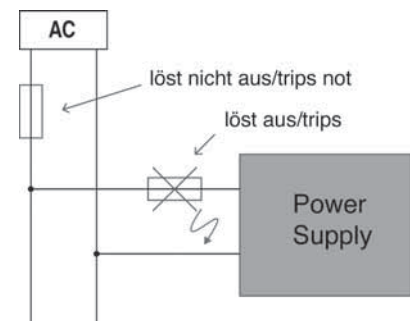 AC
löst nicht aus/trips not
löst aus/trips
Power
Supply